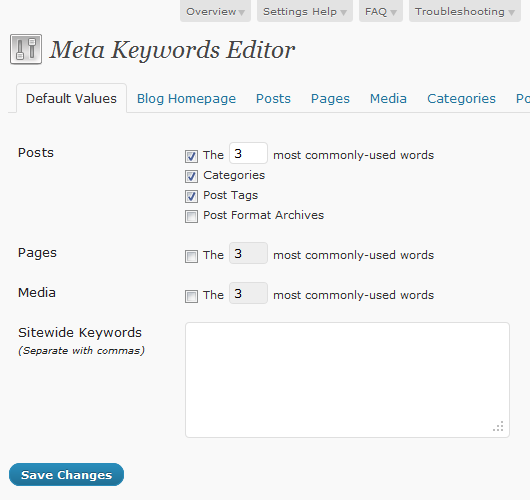 Overview Settings Help FAQ Troubleshooting
Meta Keywords Editor
Default Values Blog Homepage Posts Pages Media Categories Po
Posts The 3 most commonly-used words
Categories
Post Tags
Post Format Archives
Pages The 3 most commonly-used words
Media The 3 most commonly-used words
Sitewide Keywords
(Separate with commas)
Save Changes